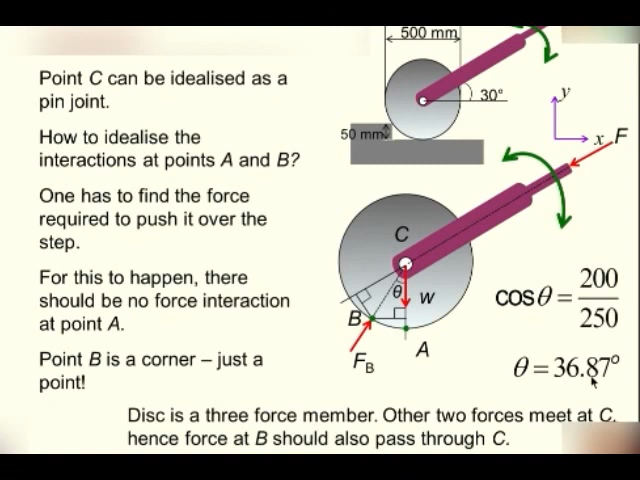 500 mm
Point C can be idealised as a
pin joint.
30°
y
50 mm
x
F
How to idealise the
interactions at points A and B?
One has to find the force
required to push it over the
step.
C
θ
w
cosθ = 200/250
For this to happen, there
should be no force interaction
at point A.
B
A
F_B
θ = 36.87°
Point B is a corner – just a
point!
Disc is a three force member. Other two forces meet at C,
hence force at B should also pass through C.